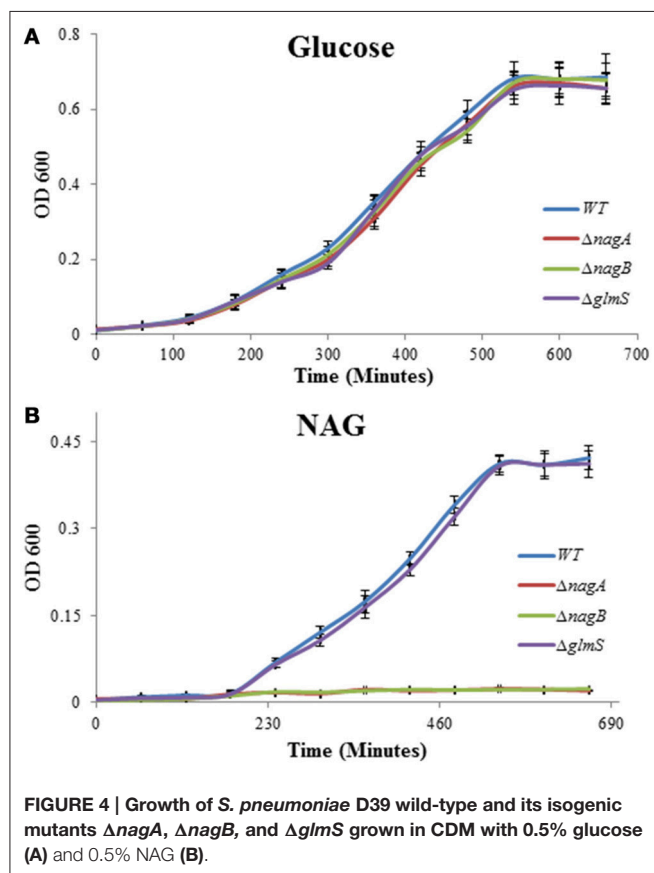 A
Glucose
0.8
0.6
0.4
0.2
0
OD 600
WT
ΔnagA
ΔnagB
ΔglmS
0 100 200 300 400 500 600 700
Time (Minutes)
B
NAG
0.45
0.3
0.15
0
OD 600
WT
ΔnagA
ΔnagB
ΔglmS
0 230 460 690
Time (Minutes)
FIGURE 4 | Growth of S. pneumoniae D39 wild-type and its isogenic
mutants ΔnagA, ΔnagB, and ΔglmS grown in CDM with 0.5% glucose
(A) and 0.5% NAG (B).